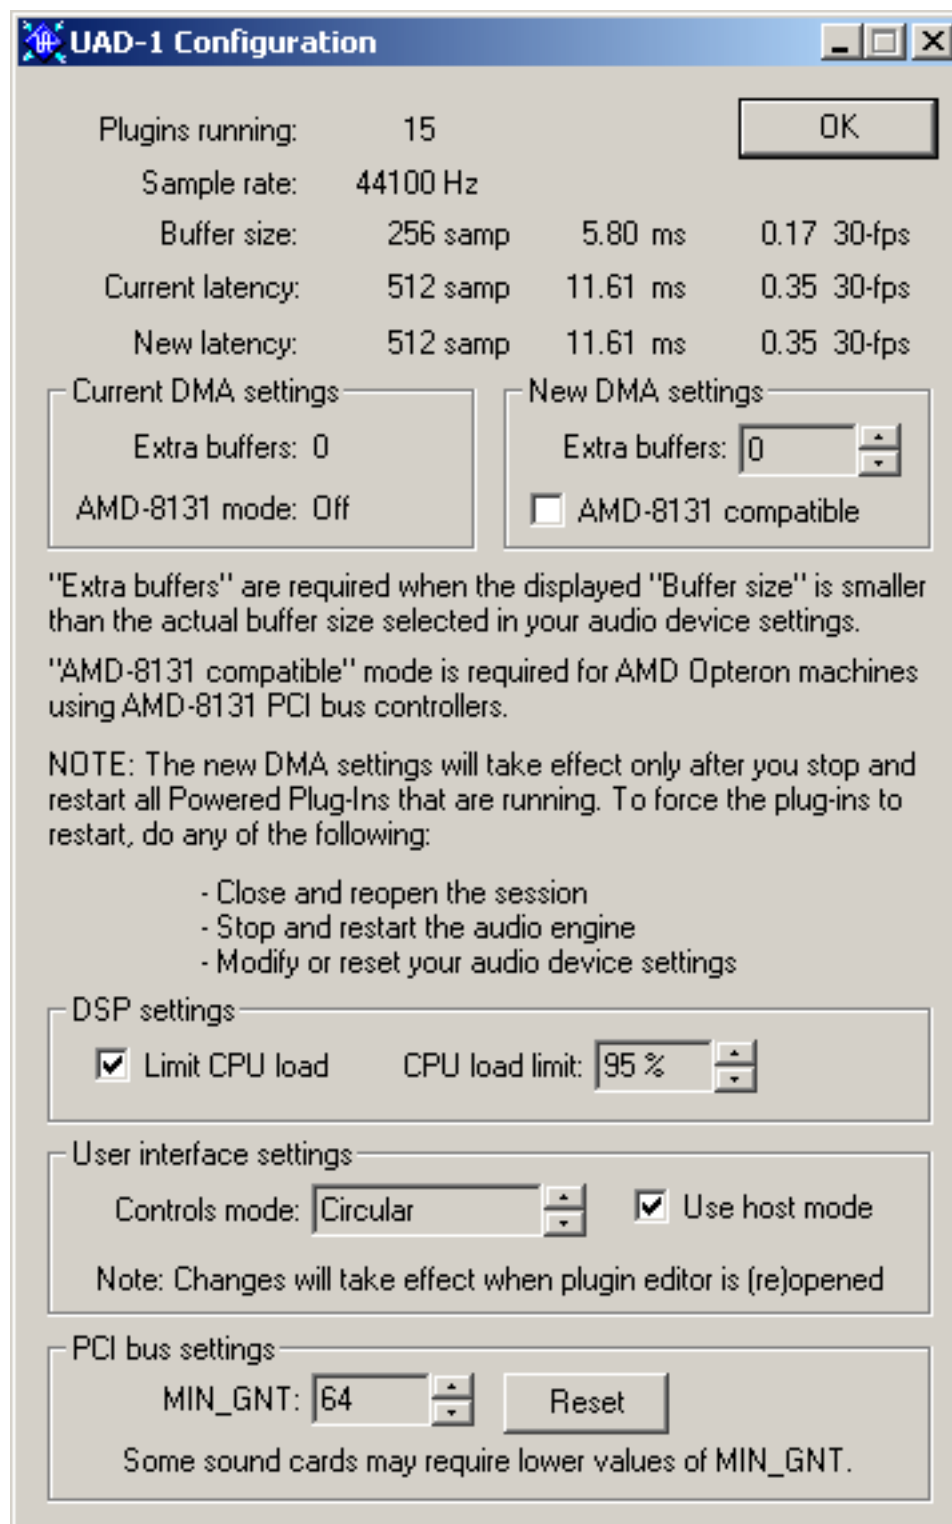 UAD-1 Configuration
Plugins running: 15 OK
Sample rate: 44100 Hz
Buffer size: 256 samp 5.80 ms 0.17 30-fps
Current latency: 512 samp 11.61 ms 0.35 30-fps
New latency: 512 samp 11.61 ms 0.35 30-fps
Current DMA settings
Extra buffers: 0
AMD-8131 mode: Off
New DMA settings
Extra buffers: 0
AMD-8131 compatible
"Extra buffers" are required when the displayed "Buffer size" is smaller
than the actual buffer size selected in your audio device settings.
"AMD-8131 compatible" mode is required for AMD Opteron machines
using AMD-8131 PCI bus controllers.
NOTE: The new DMA settings will take effect only after you stop and
restart all Powered Plug-Ins that are running. To force the plug-ins to
restart, do any of the following:
- Close and reopen the session
- Stop and restart the audio engine
- Modify or reset your audio device settings
DSP settings
Limit CPU load CPU load limit: 95 %
User interface settings
Controls mode: Circular Use host mode
Note: Changes will take effect when plugin editor is (re)opened
PCI bus settings
MIN_GNT: 64 Reset
Some sound cards may require lower values of MIN_GNT.